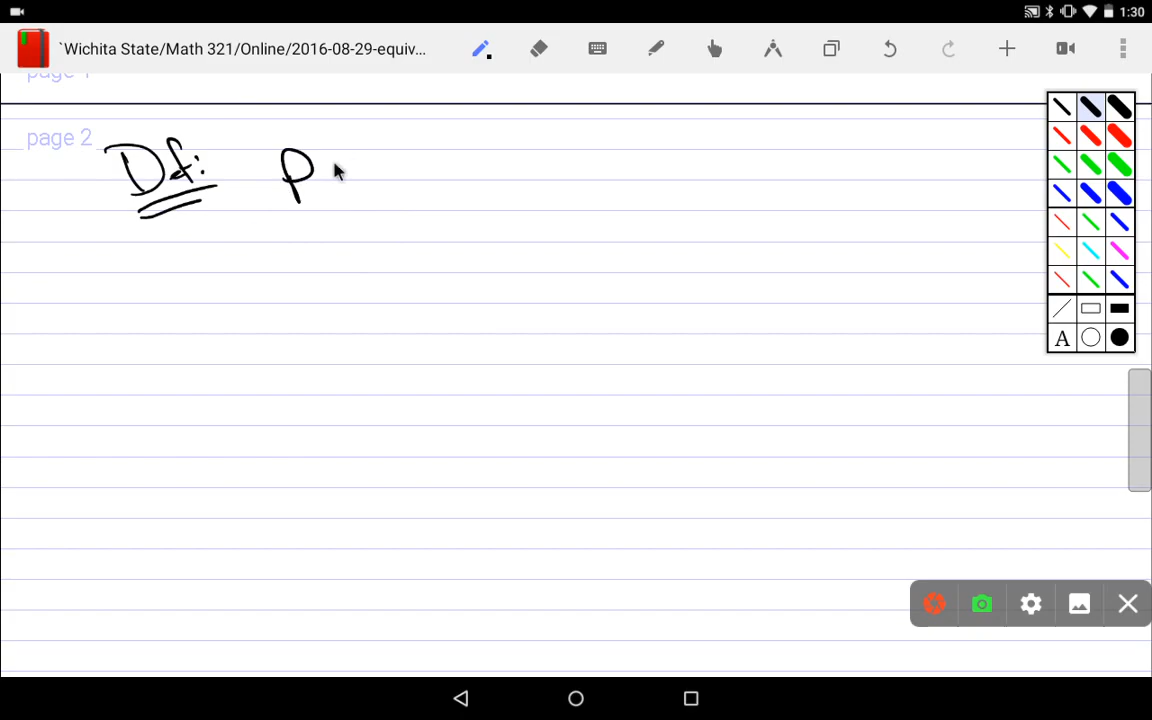 1:30
`Wichita State/Math 321/Online/2016-08-29-equiv...
page 1
page 2
Df: P
A